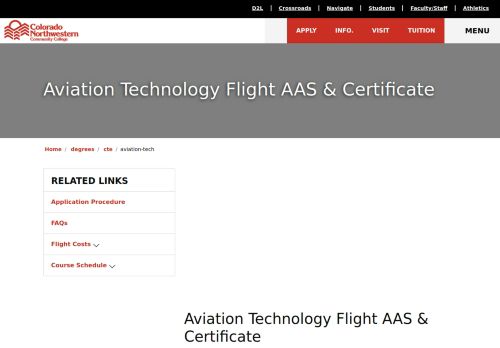 D2L | Crossroads | Navigate | Students | Faculty/Staff | Athletics
Colorado
Northwestern
Community College
APPLY INFO. VISIT TUITION MENU
Aviation Technology Flight AAS & Certificate
Home / degrees / cte / aviation-tech
RELATED LINKS
Application Procedure
FAQs
Flight Costs
Course Schedule
Aviation Technology Flight AAS &
Certificate